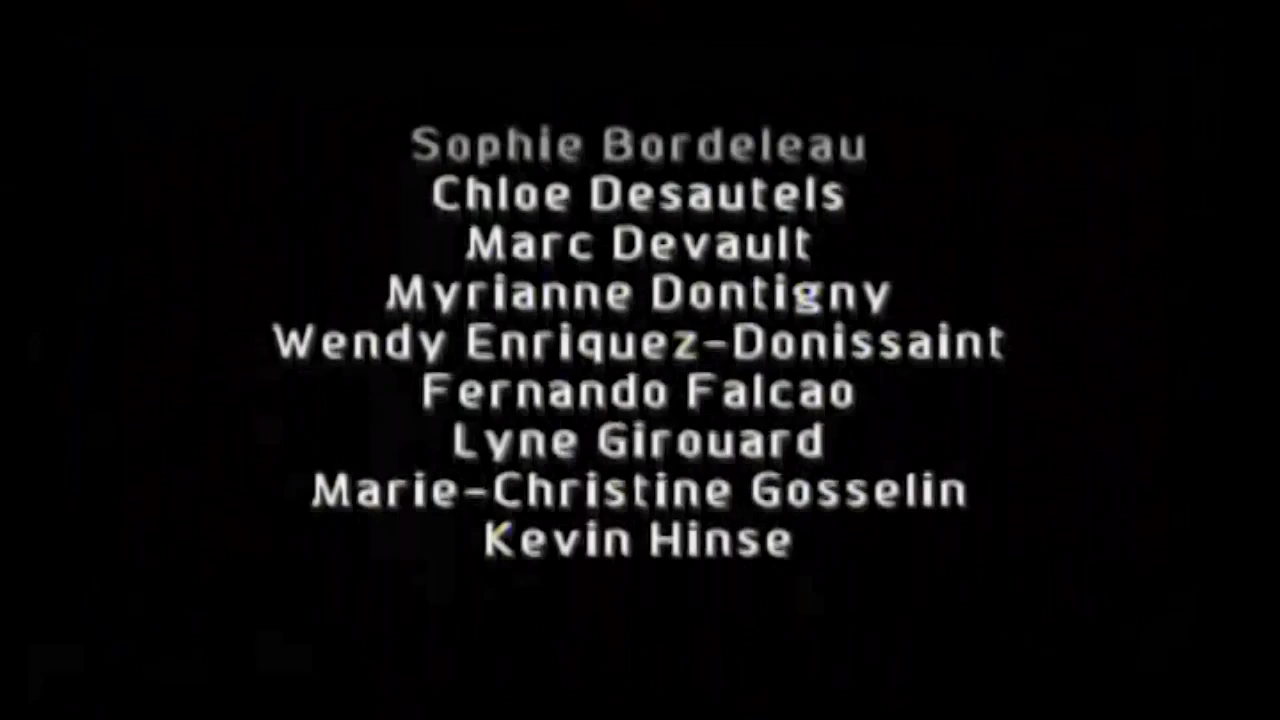 Sophie Bordeleau
Chloe Desautels
Marc Devault
Myrianne Dontigny
Wendy Enriquez-Donissaint
Fernando Falcao
Lyne Girouard
Marie-Christine Gosselin
Kevin Hinse